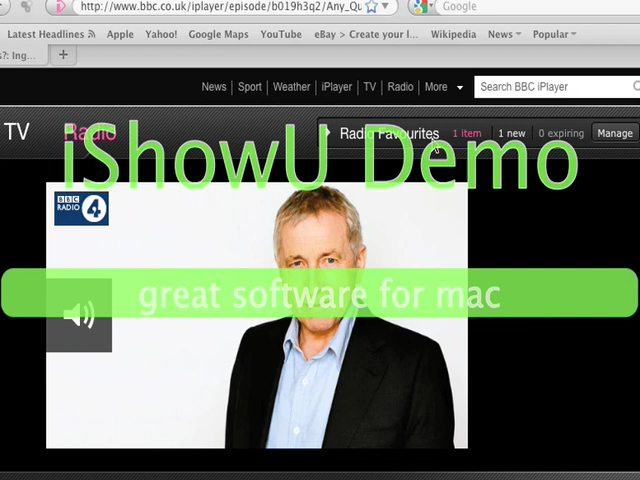 http://www.bbc.co.uk/iplayer/episode/b019h3q2/Any_Qu
Google
Latest Headlines Apple Yahoo! Google Maps YouTube eBay > Create your l... Wikipedia News Popular
s?: Ing... +
News Sport Weather iPlayer TV Radio More Search BBC iPlayer
TV Radio Radio Favourites 1 item 1 new 0 expiring Manage
iShowU Demo
BBC RADIO 4
great software for mac